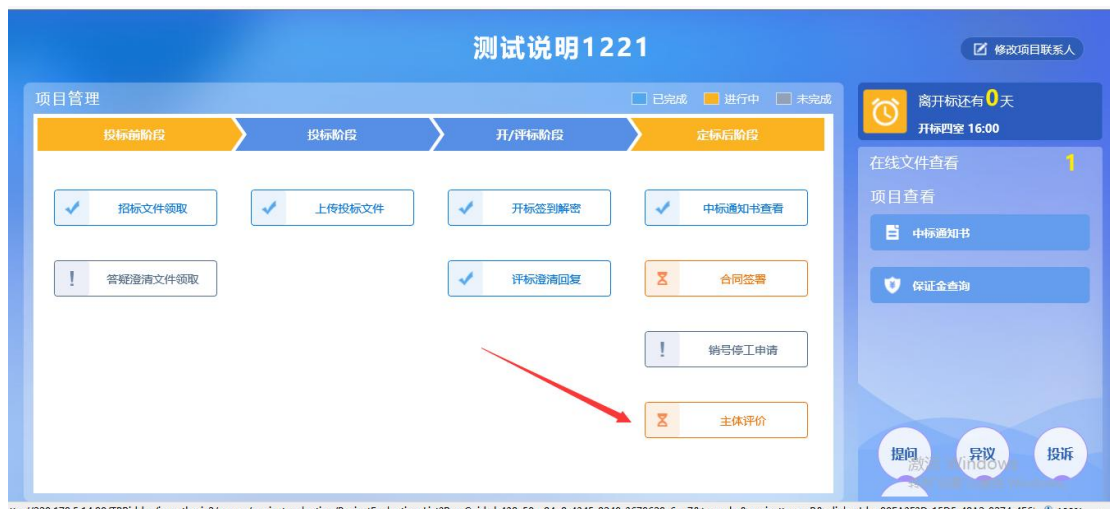 测试说明1221
修改项目联系人
项目管理
已完成 进行中 未完成
投标前阶段 投标阶段 开/评标阶段 定标后阶段
招标文件领取 上传投标文件 开标签到解密 中标通知书查看
答疑澄清文件领取 评标澄清回复 合同签署
销号停工申请
主体评价
离开标还有0天
开标四室 16:00
在线文件查看 1
项目查看
中标通知书
保证金查询
提问 异议 投诉
激活 Windows